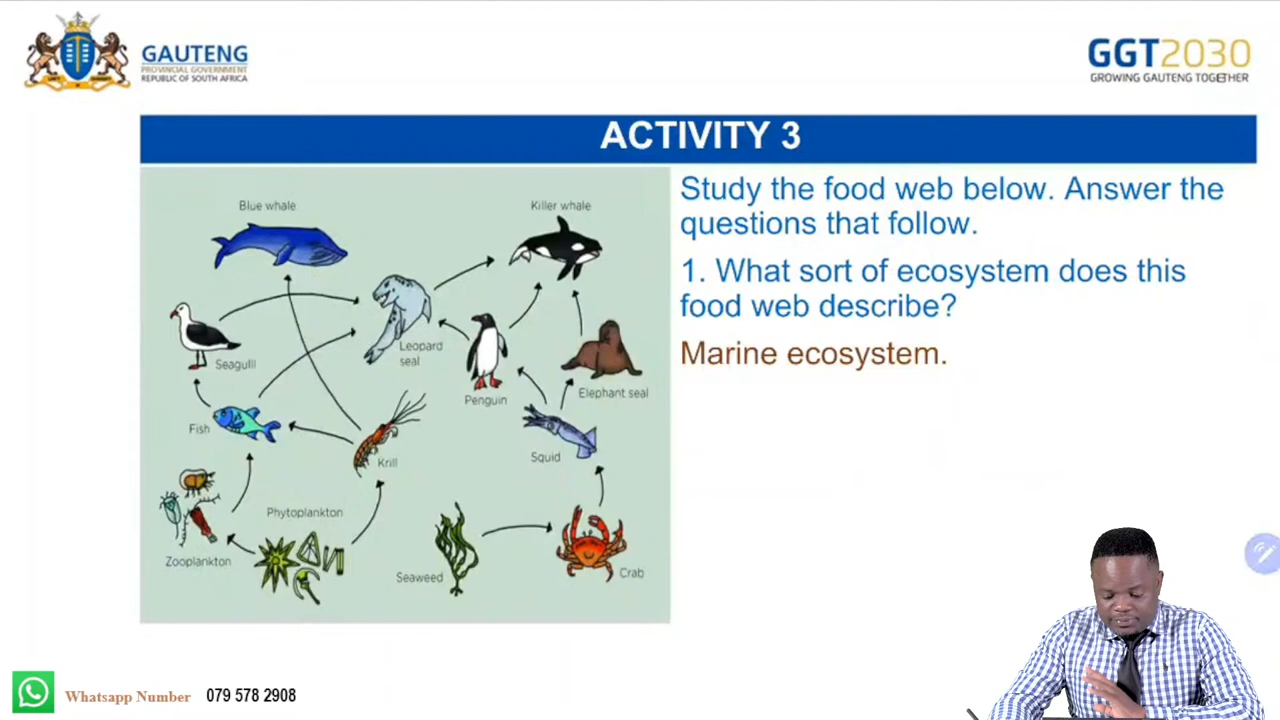 GAUTENG
PROVINCIAL GOVERNMENT
REPUBLIC OF SOUTH AFRICA
GGT2030
GROWING GAUTENG TOGETHER
ACTIVITY 3
Study the food web below. Answer the
questions that follow.
1. What sort of ecosystem does this
food web describe?
Marine ecosystem.
Blue whale
Killer whale
Seagulll
Leopard
seal
Penguin
Elephant seal
Fish
Krill
Squid
Phytoplankton
Zooplankton
Seaweed
Crab
Whatsapp Number 079 578 2908